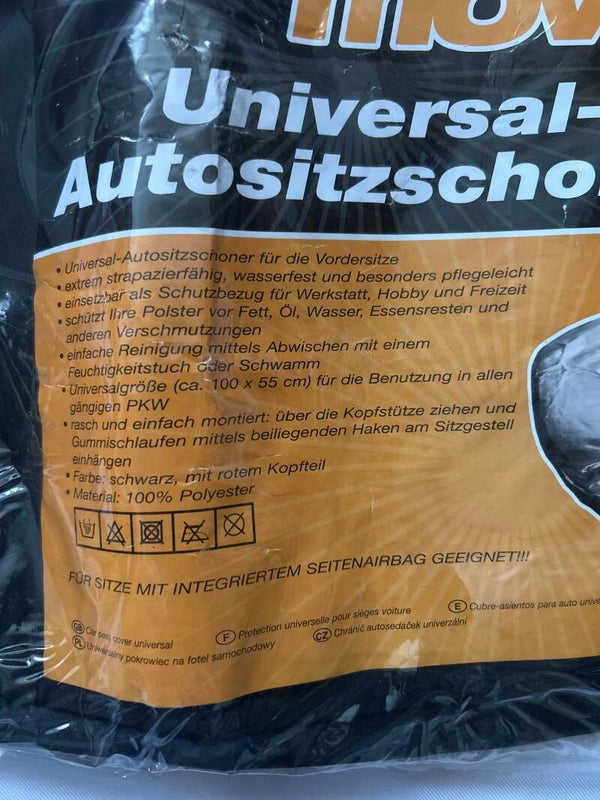 Universal-
Autositzscho
• Universal-Autositzschoner für die Vordersitze
• extrem strapazierfähig, wasserfest und besonders pflegeleicht
• einsetzbar als Schutzbezug für Werkstatt, Hobby und Freizeit
• schützt Ihre Polster vor Fett, Öl, Wasser, Essensresten und
anderen Verschmutzungen
• einfache Reinigung mittels Abwischen mit einem
Feuchtigkeitstuch oder Schwamm
• Universalgröße (ca. 100 x 55 cm) für die Benutzung in allen
gängigen PKW
• rasch und einfach montiert: über die Kopfstütze ziehen und
Gummischlaufen mittels beiliegenden Haken am Sitzgestell
einhängen
• Farbe: schwarz, mit rotem Kopfteil
• Material: 100% Polyester
FÜR SITZE MIT INTEGRIERTEM SEITENAIRBAG GEEIGNET!!!
GB Car seat cover universal
F Protection universelle pour sièges voiture
E Cubre-asientos para auto unive
PL Uniwersalny pokrowiec na fotel samochodowy
CZ Chránič autosedaček univerzální